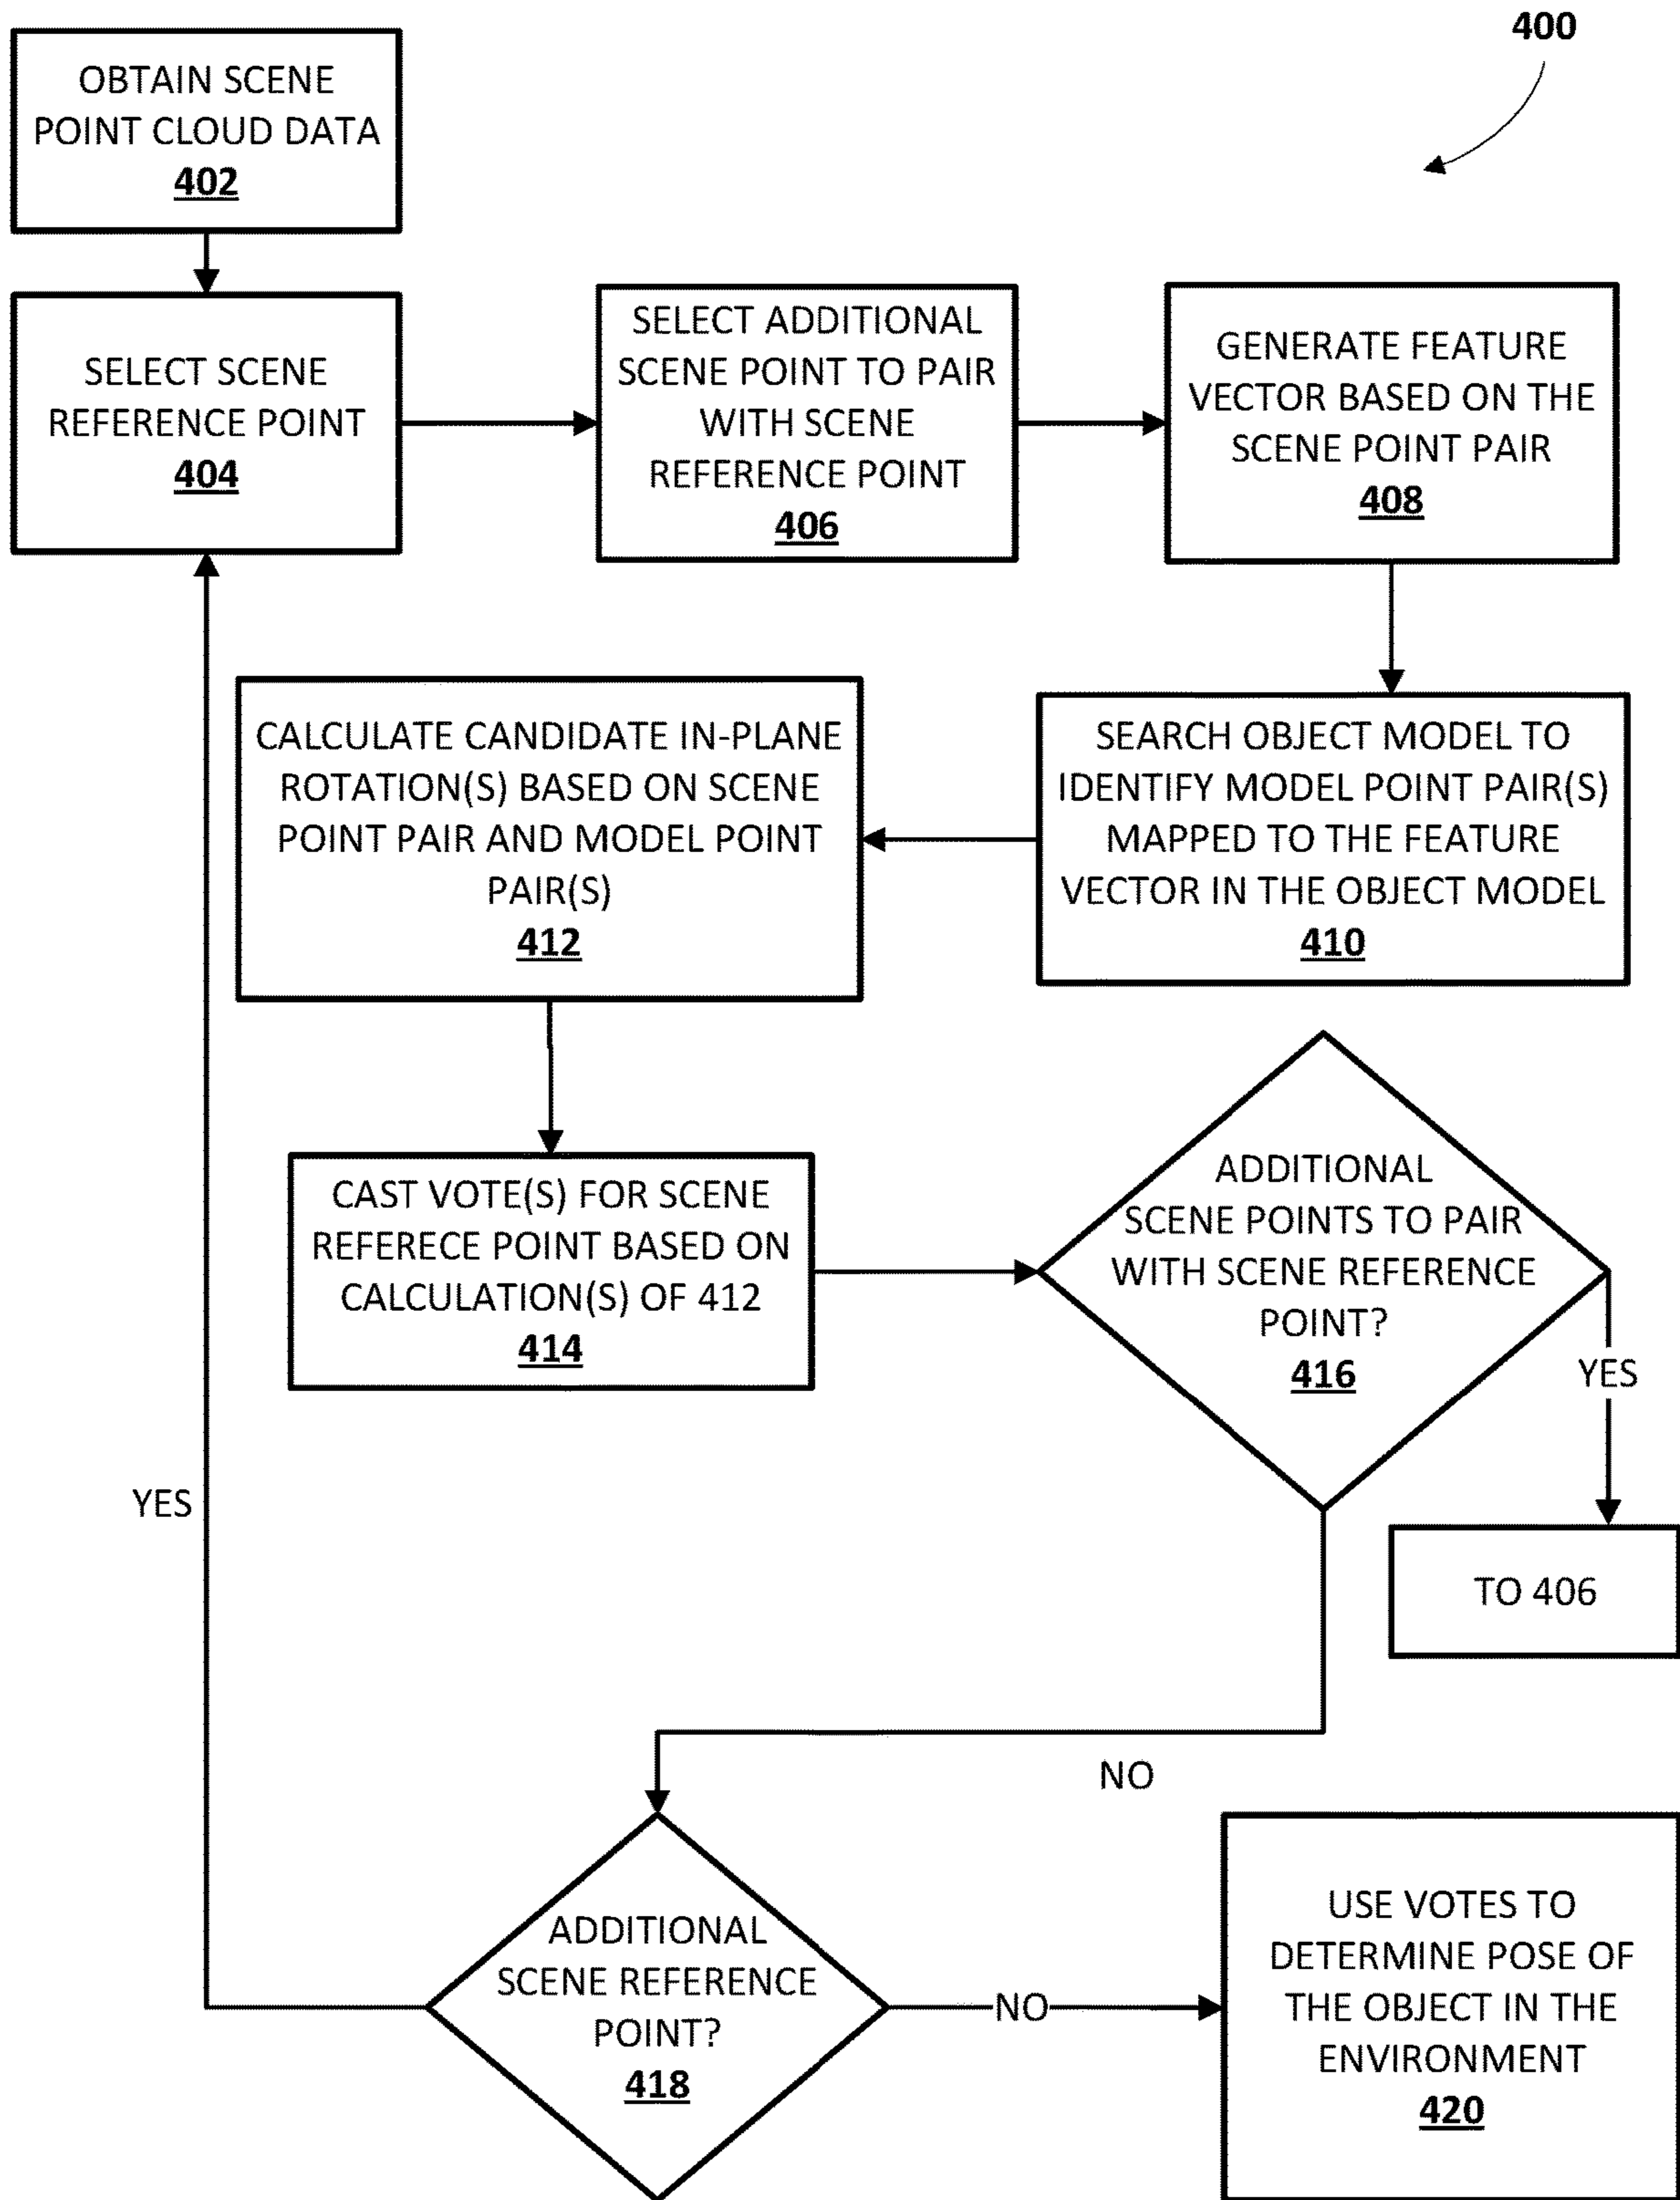 400
OBTAIN SCENE
POINT CLOUD DATA
402
SELECT SCENE
REFERENCE POINT
404
SELECT ADDITIONAL
SCENE POINT TO PAIR
WITH SCENE
REFERENCE POINT
406
GENERATE FEATURE
VECTOR BASED ON THE
SCENE POINT PAIR
408
SEARCH OBJECT MODEL TO
IDENTIFY MODEL POINT PAIR(S)
MAPPED TO THE FEATURE
VECTOR IN THE OBJECT MODEL
410
CALCULATE CANDIDATE IN-PLANE
ROTATION(S) BASED ON SCENE
POINT PAIR AND MODEL POINT
PAIR(S)
412
CAST VOTE(S) FOR SCENE
REFERECE POINT BASED ON
CALCULATION(S) OF 412
414
ADDITIONAL
SCENE POINTS TO PAIR
WITH SCENE REFERENCE
POINT?
416
YES
TO 406
NO
YES
ADDITIONAL
SCENE REFERENCE
POINT?
418
NO
USE VOTES TO
DETERMINE POSE OF
THE OBJECT IN THE
ENVIRONMENT
420